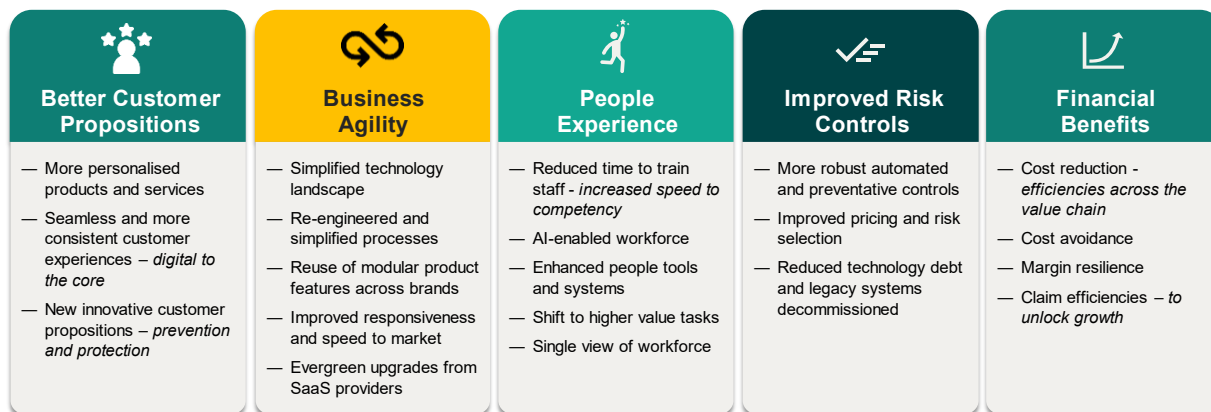 Better Customer
Propositions
— More personalised
products and services
— Seamless and more
consistent customer
experiences – digital to
the core
— New innovative customer
propositions – prevention
and protection
Business
Agility
— Simplified technology
landscape
— Re-engineered and
simplified processes
— Reuse of modular product
features across brands
— Improved responsiveness
and speed to market
— Evergreen upgrades from
SaaS providers
People
Experience
— Reduced time to train
staff - increased speed to
competency
— AI-enabled workforce
— Enhanced people tools
and systems
— Shift to higher value tasks
— Single view of workforce
Improved Risk
Controls
— More robust automated
and preventative controls
— Improved pricing and risk
selection
— Reduced technology debt
and legacy systems
decommissioned
Financial
Benefits
— Cost reduction -
efficiencies across the
value chain
— Cost avoidance
— Margin resilience
— Claim efficiencies – to
unlock growth